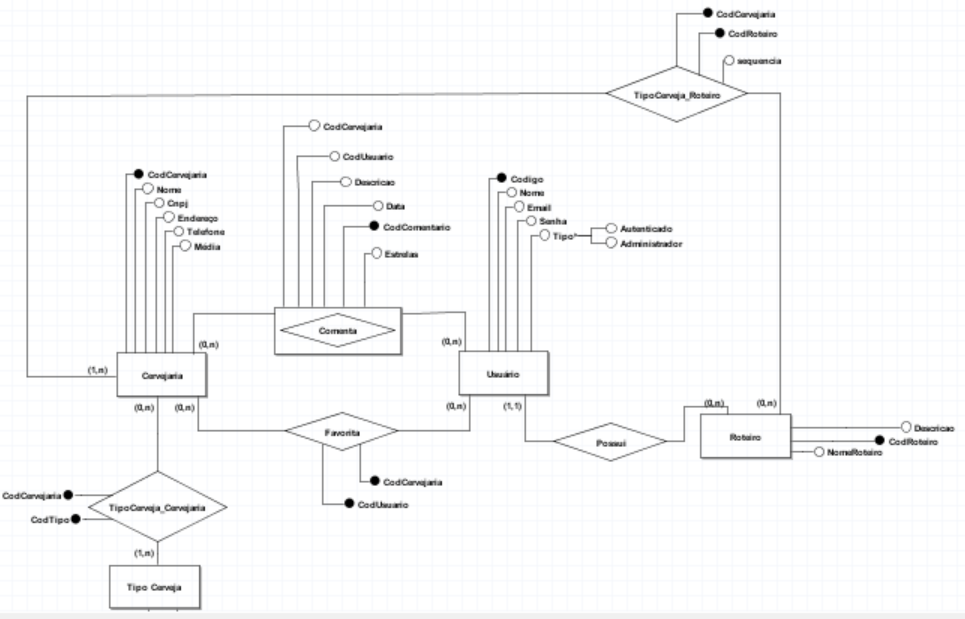 CodCervejaria
CodRoteiro
sequencia
TipoCerveja_Roteiro
CodCervejaria
CodUsuario
Descricao
Data
CodComentario
Estrelas
CodCervejaria
Nome
Cnpj
Endereço
Telefone
Média
Codigo
Nome
Email
Senha
Tipo*
Autenticado
Administrador
Comenta
(0,n)
(0,n)
(1,n)
Cervejaria
Usuário
(0,n)
(0,n)
(0,n)
(1,1)
(0,n)
(0,n)
Favorita
Possui
Roteiro
Descricao
CodRoteiro
NomeRoteiro
CodCervejaria
CodUsuario
CodCervejaria
CodTipo
TipoCerveja_Cervejaria
(1,n)
Tipo Cerveja